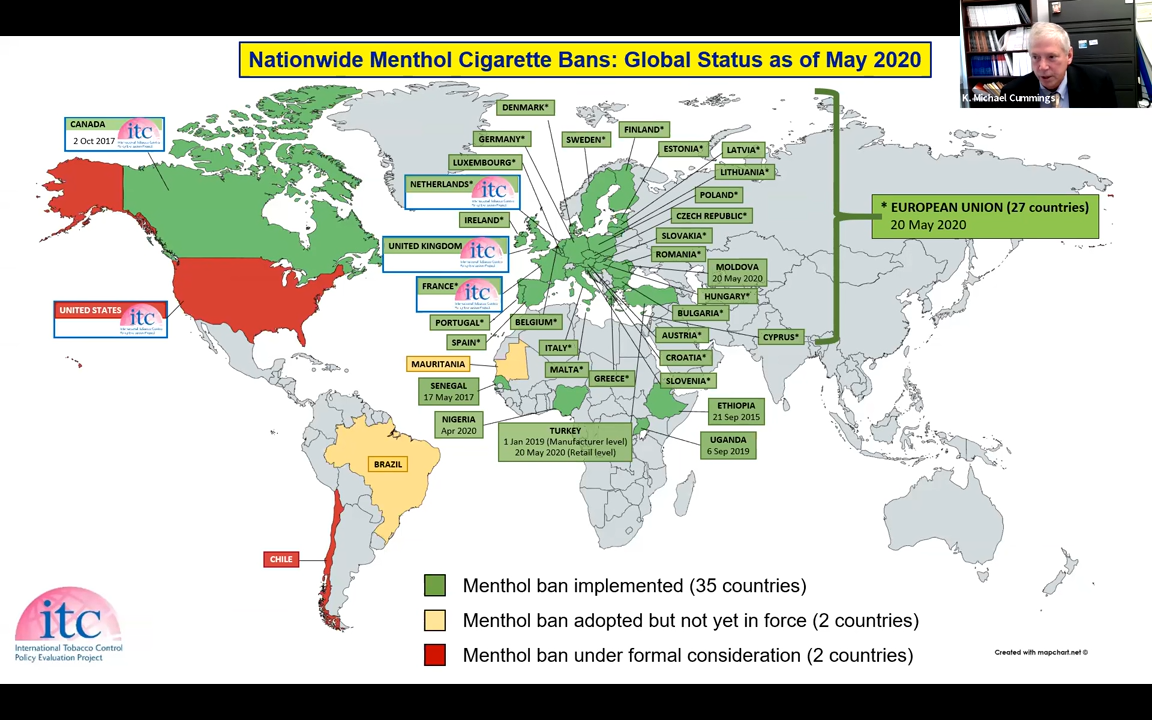 Nationwide Menthol Cigarette Bans: Global Status as of May 2020
K. Michael Cummings
CANADA
2 Oct 2017
itc
DENMARK*
GERMANY*
SWEDEN*
FINLAND*
ESTONIA*
LATVIA*
LUXEMBOURG*
LITHUANIA*
NETHERLANDS*
itc
POLAND*
IRELAND*
CZECH REPUBLIC*
* EUROPEAN UNION (27 countries)
20 May 2020
UNITED KINGDOM
itc
SLOVAKIA*
ROMANIA*
MOLDOVA
20 May 2020
FRANCE*
itc
HUNGARY*
UNITED STATES
itc
BULGARIA*
PORTUGAL*
BELGIUM*
SPAIN*
AUSTRIA*
CYPRUS*
ITALY*
CROATIA*
MAURITANIA
MALTA*
GREECE*
SLOVENIA*
SENEGAL
17 May 2017
NIGERIA
Apr 2020
ETHIOPIA
21 Sep 2015
TURKEY
1 Jan 2019 (Manufacturer level)
20 May 2020 (Retail level)
UGANDA
6 Sep 2019
BRAZIL
CHILE
Menthol ban implemented (35 countries)
Menthol ban adopted but not yet in force (2 countries)
Menthol ban under formal consideration (2 countries)
itc
International Tobacco Control
Policy Evaluation Project
Created with mapchart.net ©